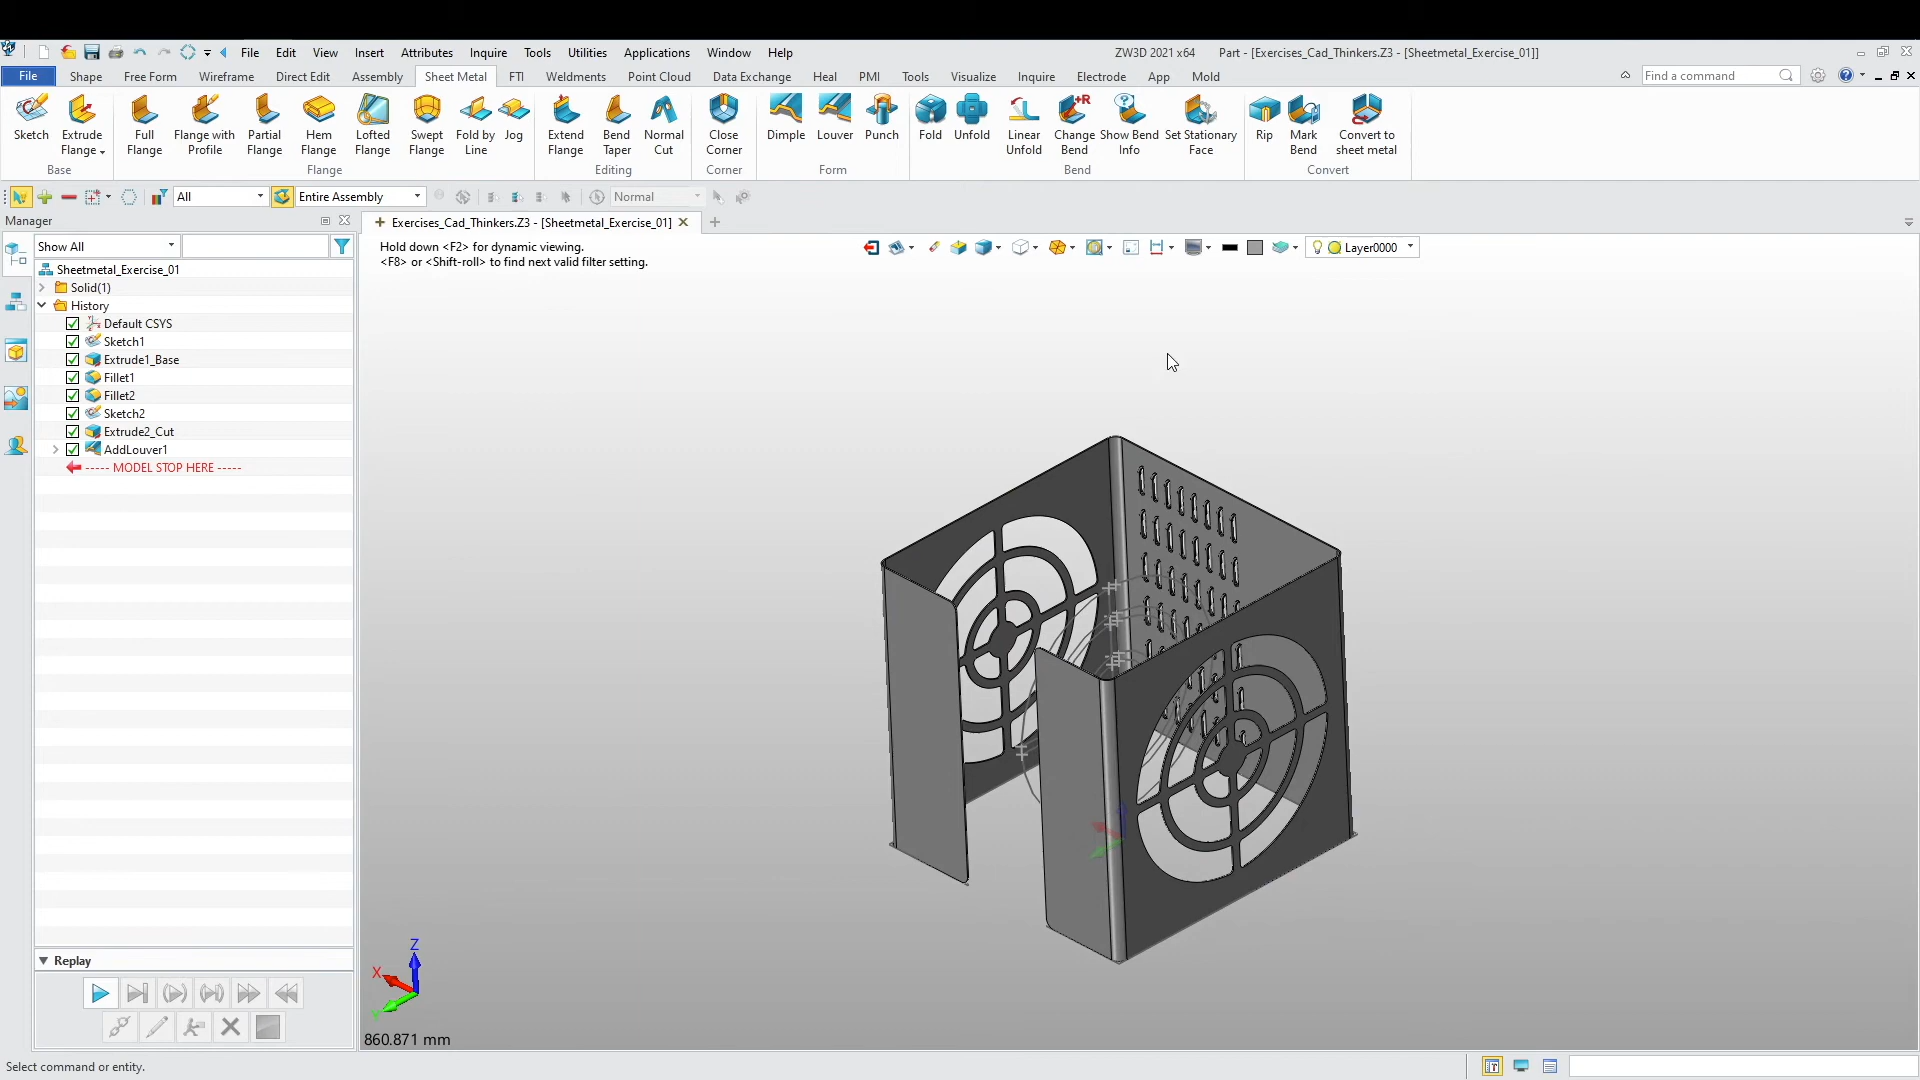 File Edit View Insert Attributes Inquire Tools Utilities Applications Window Help
ZW3D 2021 x64 Part - [Exercises_Cad_Thinkers.Z3 - [Sheetmetal_Exercise_01]]
File Shape Free Form Wireframe Direct Edit Assembly Sheet Metal FTI Weldments Point Cloud Data Exchange Heal PMI Tools Visualize Inquire Electrode App Mold Find a command
Sketch Extrude Flange
Base
Full Flange Flange with Profile Partial Flange Hem Flange Lofted Flange Swept Flange Fold by Line Jog
Flange
Extend Flange Bend Taper Normal Cut
Editing
Close Corner
Corner
Dimple Louver Punch
Form
Fold Unfold Linear Unfold Change Bend Show Bend Info Set Stationary Face
Bend
Rip Mark Bend Convert to sheet metal
Convert
All Entire Assembly Normal
Manager
Exercises_Cad_Thinkers.Z3 - [Sheetmetal_Exercise_01]
Show All
Hold down <F2> for dynamic viewing.
<F8> or <Shift-roll> to find next valid filter setting.
Layer0000
Sheetmetal_Exercise_01
Solid(1)
History
Default CSYS
Sketch1
Extrude1_Base
Fillet1
Fillet2
Sketch2
Extrude2_Cut
AddLouver1
----- MODEL STOP HERE -----
Replay
Z
X
Y
860.871 mm
Select command or entity.